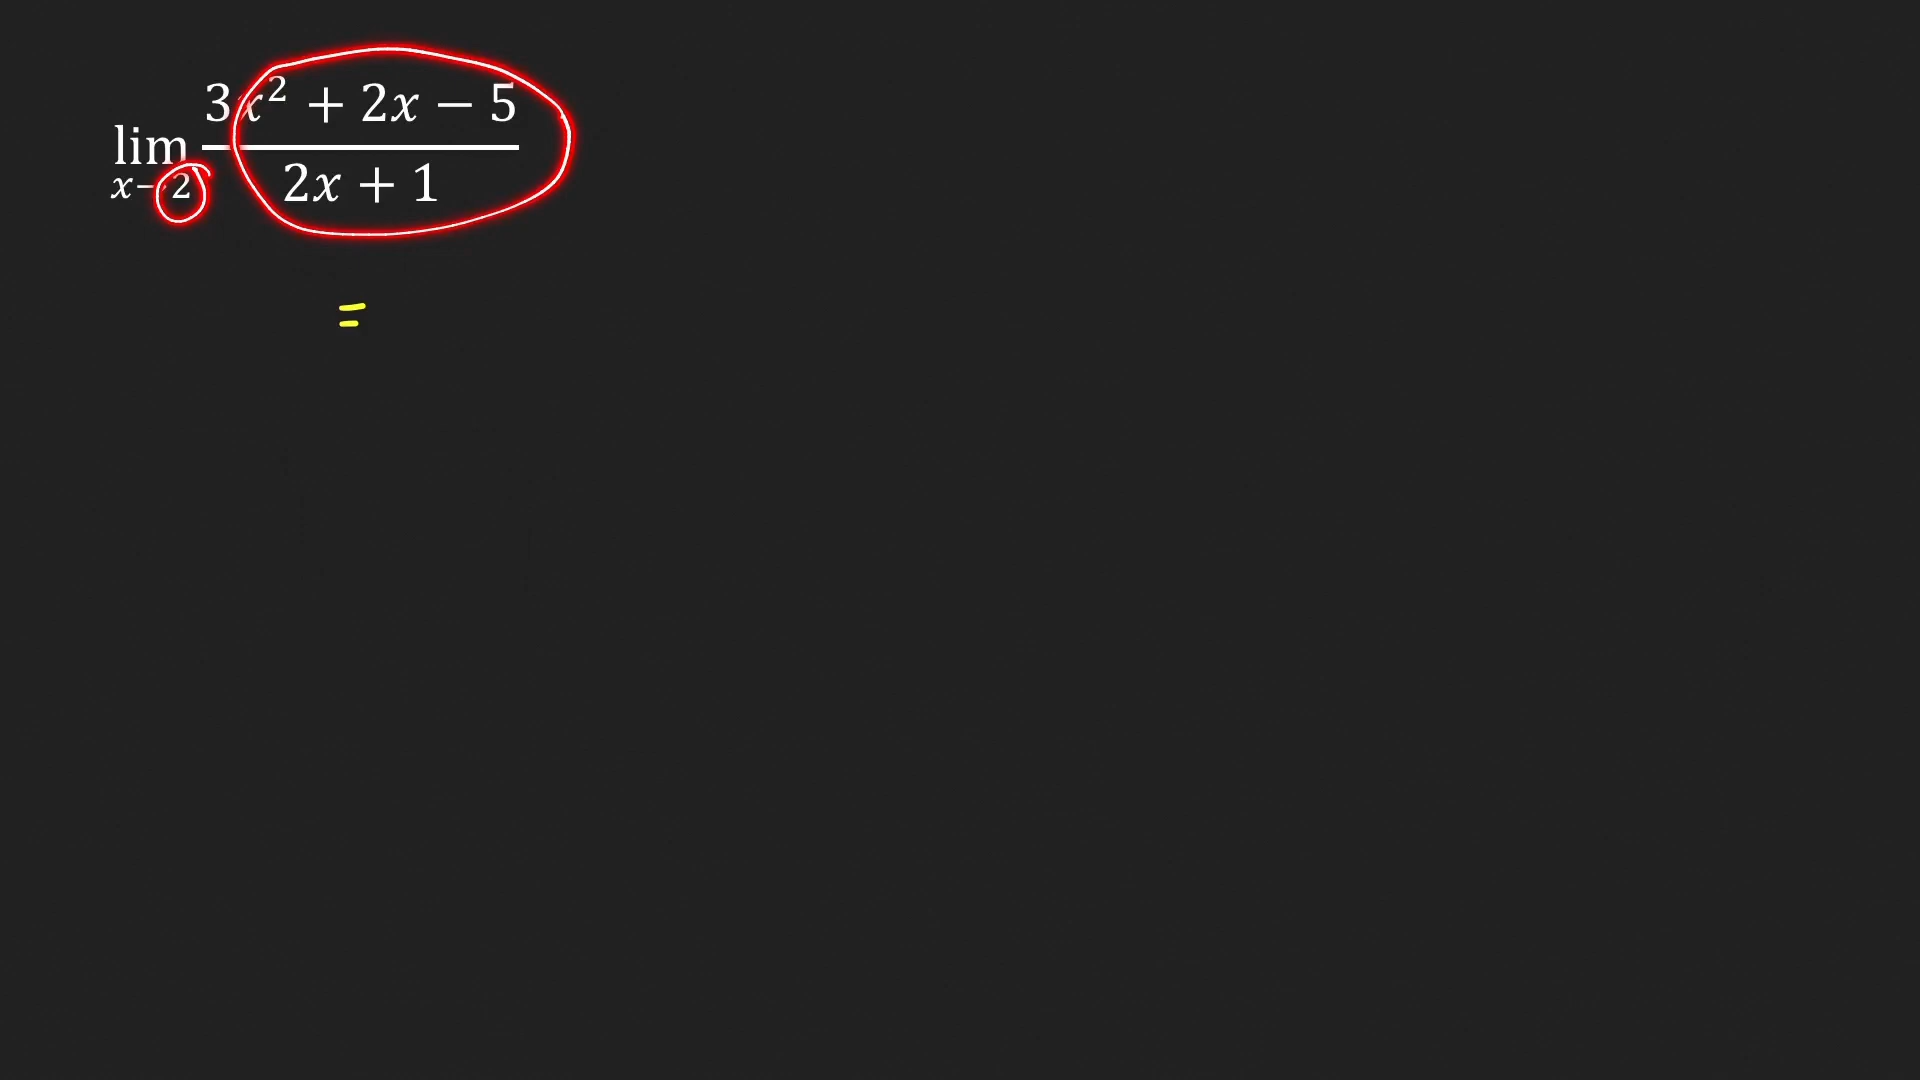 lim 3x² + 2x − 5
x→2 2x + 1
=